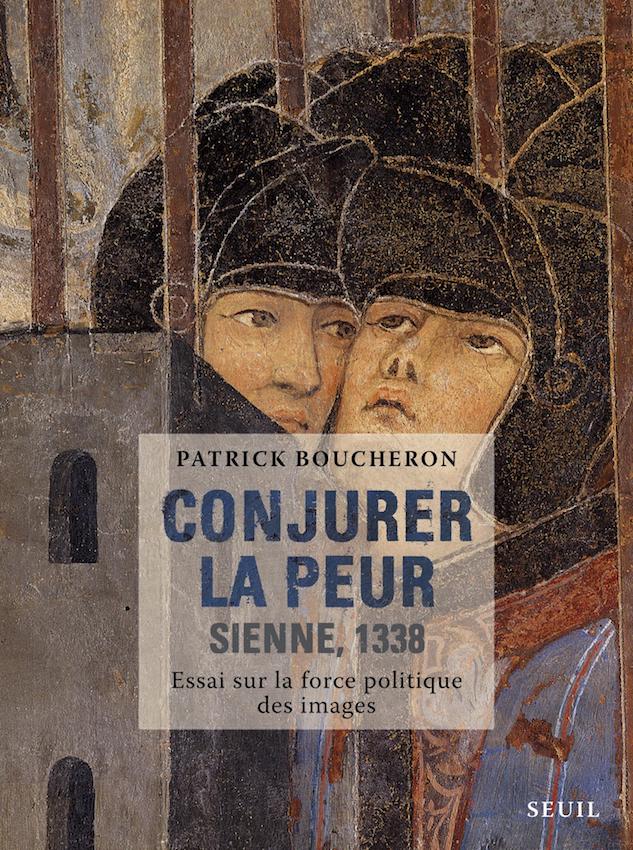 PATRICK BOUCHERON
CONJURER
LA PEUR
SIENNE, 1338
Essai sur la force politique
des images
SEUIL